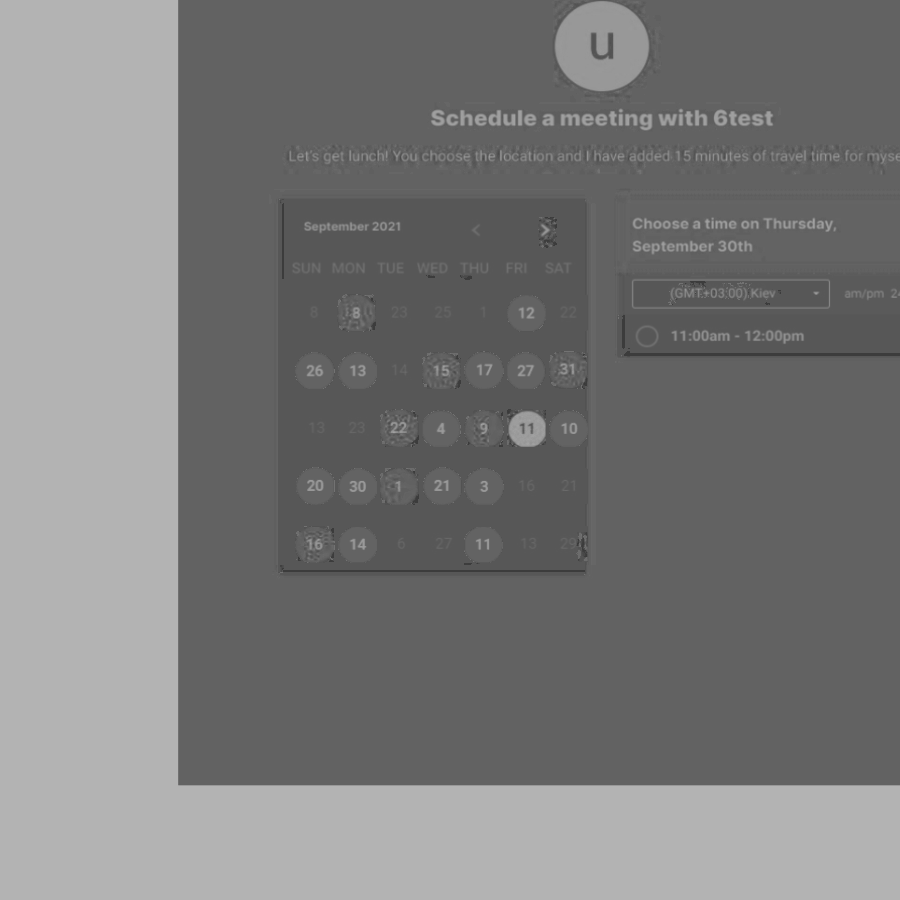 u
Schedule a meeting with 6test
Let's get lunch! You choose the location and I have added 15 minutes of travel time for myse
September 2021 < >
SUN MON TUE WED THU FRI SAT
8 8 23 25 1 12 22
26 13 14 15 17 27 31
13 23 22 4 9 11 10
20 30 1 21 3 16 21
16 14 6 27 11 13 29
Choose a time on Thursday,
September 30th
(GMT+03:00) Kiev am/pm 24
11:00am - 12:00pm